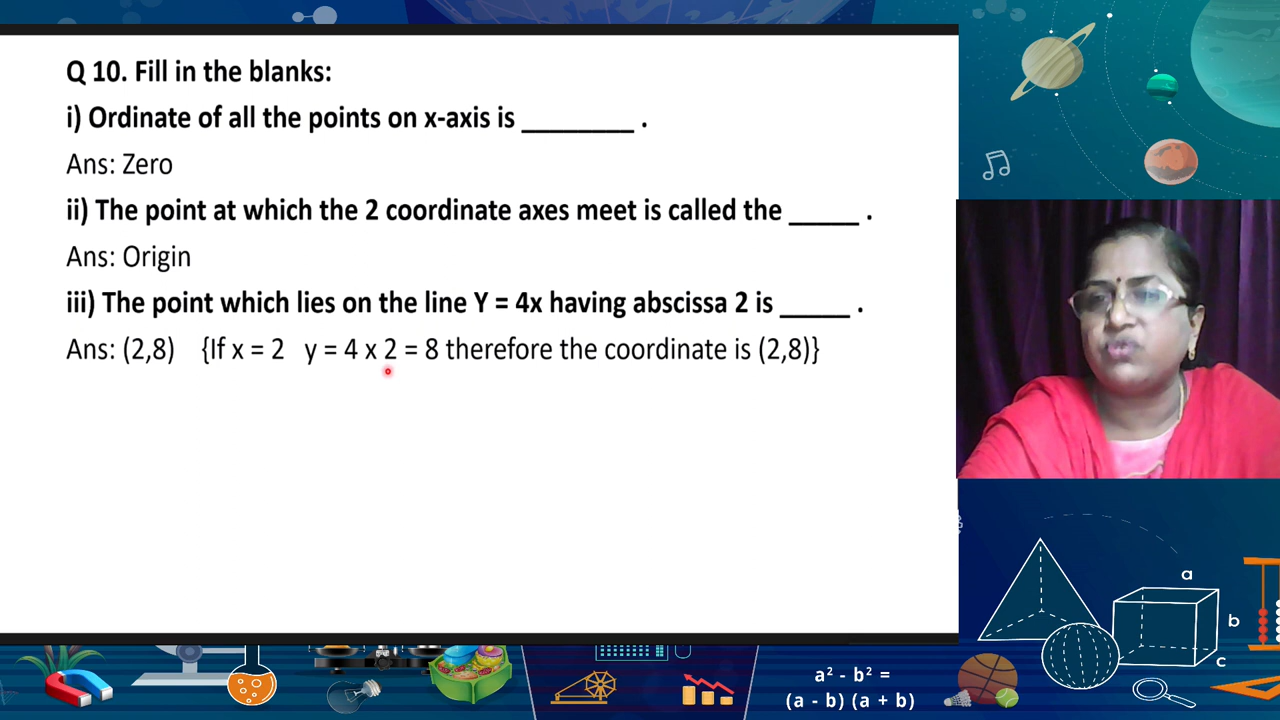 Q 10. Fill in the blanks:
i) Ordinate of all the points on x-axis is ________ .
Ans: Zero
ii) The point at which the 2 coordinate axes meet is called the _____ .
Ans: Origin
iii) The point which lies on the line Y = 4x having abscissa 2 is _____ .
Ans: (2,8) {If x = 2 y = 4 x 2 = 8 therefore the coordinate is (2,8)}
a
b
c
a² - b² =
(a - b) (a + b)